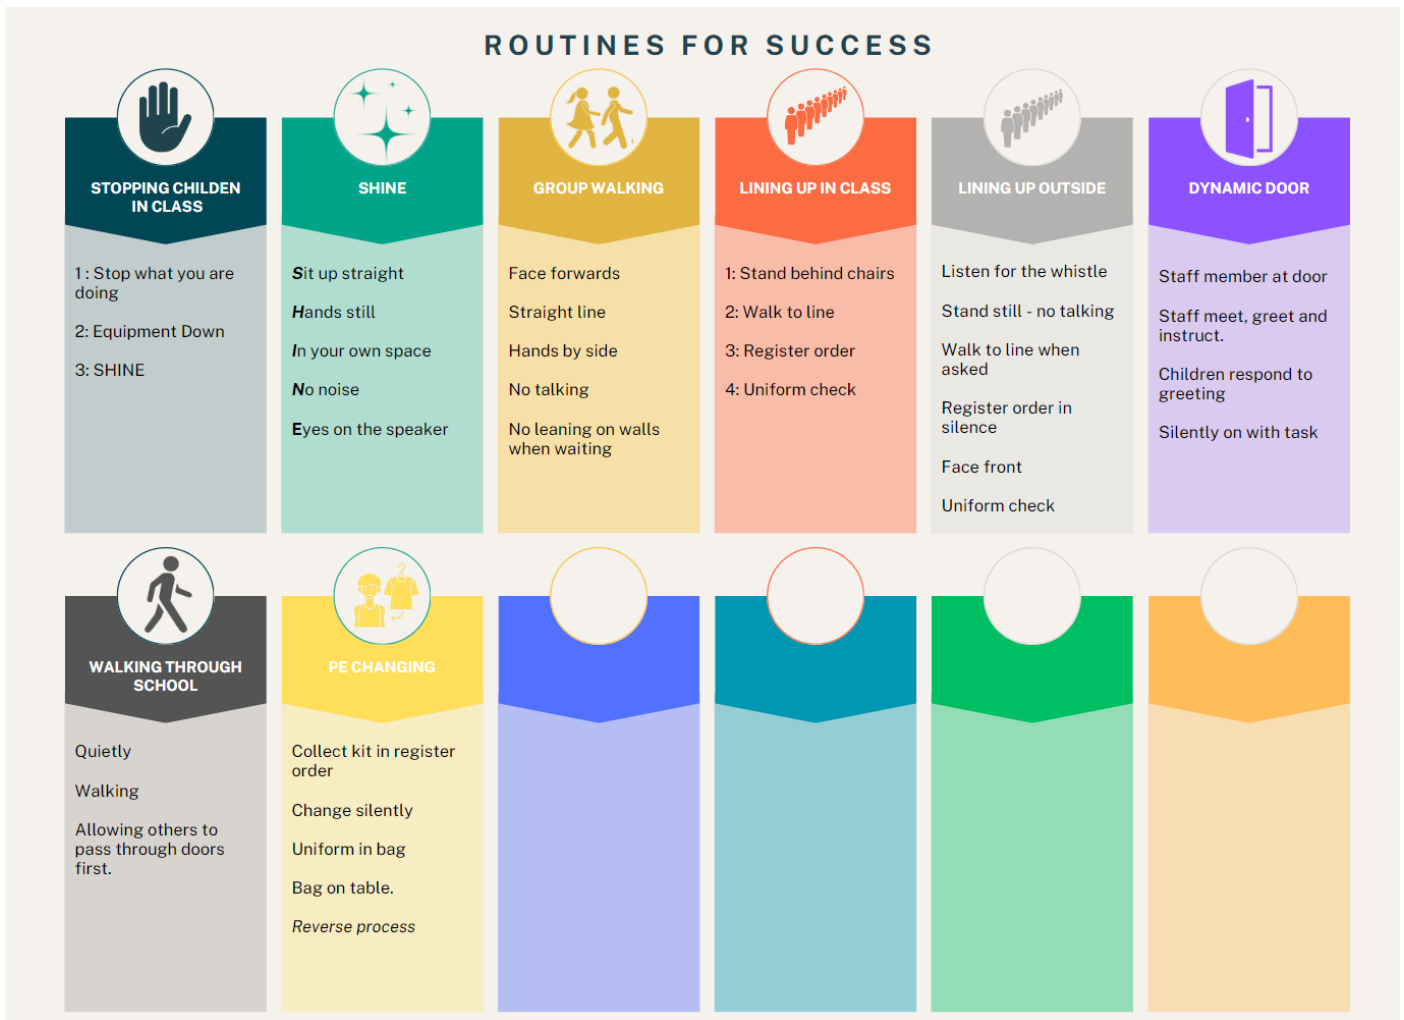 ROUTINES FOR SUCCESS
STOPPING CHILDEN
IN CLASS
1 : Stop what you are
doing
2: Equipment Down
3: SHINE
SHINE
Sit up straight
Hands still
In your own space
No noise
Eyes on the speaker
GROUP WALKING
Face forwards
Straight line
Hands by side
No talking
No leaning on walls
when waiting
LINING UP IN CLASS
1: Stand behind chairs
2: Walk to line
3: Register order
4: Uniform check
LINING UP OUTSIDE
Listen for the whistle
Stand still - no talking
Walk to line when
asked
Register order in
silence
Face front
Uniform check
DYNAMIC DOOR
Staff member at door
Staff meet, greet and
instruct.
Children respond to
greeting
Silently on with task
WALKING THROUGH
SCHOOL
Quietly
Walking
Allowing others to
pass through doors
first.
PE CHANGING
Collect kit in register
order
Change silently
Uniform in bag
Bag on table.
Reverse process